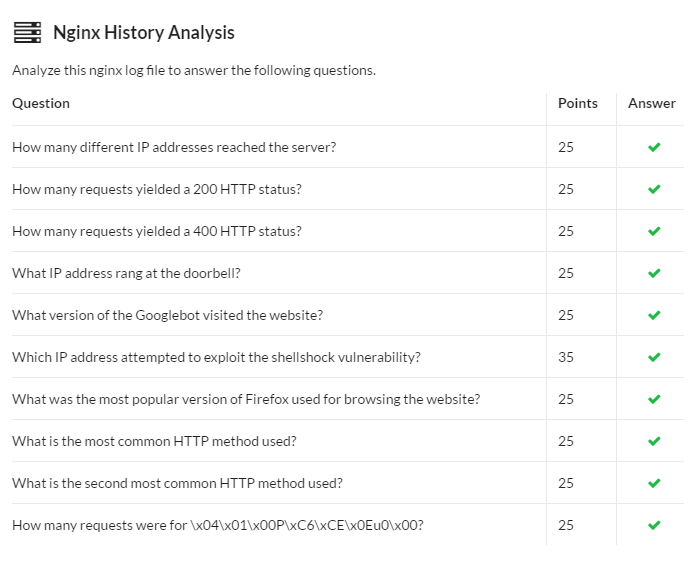 Nginx History Analysis
Analyze this nginx log file to answer the following questions.
Question Points Answer
How many different IP addresses reached the server? 25
How many requests yielded a 200 HTTP status? 25
How many requests yielded a 400 HTTP status? 25
What IP address rang at the doorbell? 25
What version of the Googlebot visited the website? 25
Which IP address attempted to exploit the shellshock vulnerability? 35
What was the most popular version of Firefox used for browsing the website? 25
What is the most common HTTP method used? 25
What is the second most common HTTP method used? 25
How many requests were for \x04\x01\x00P\xC6\xCE\x0Eu0\x00? 25